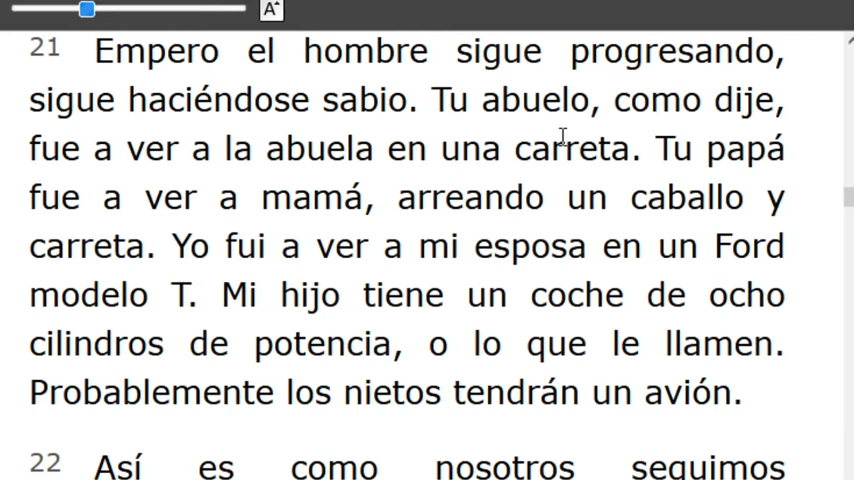 A
21 Empero el hombre sigue progresando,
sigue haciéndose sabio. Tu abuelo, como dije,
fue a ver a la abuela en una carreta. Tu papá
fue a ver a mamá, arreando un caballo y
carreta. Yo fui a ver a mi esposa en un Ford
modelo T. Mi hijo tiene un coche de ocho
cilindros de potencia, o lo que le llamen.
Probablemente los nietos tendrán un avión.
22 Así es como nosotros seguimos